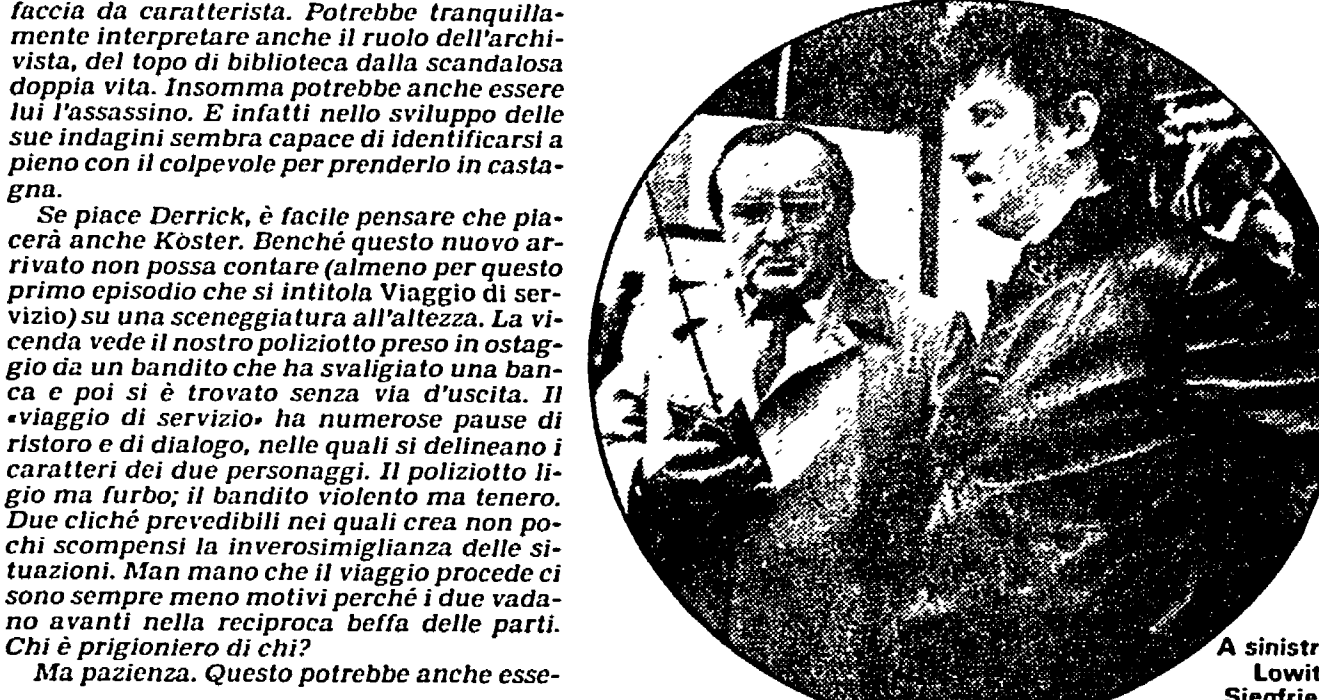 faccia da caratterista. Potrebbe tranquilla-
mente interpretare anche il ruolo dell'archi-
vista, del topo di biblioteca dalla scandalosa
doppia vita. Insomma potrebbe anche essere
lui l'assassino. E infatti nello sviluppo delle
sue indagini sembra capace di identificarsi a
pieno con il colpevole per prenderlo in casta-
gna.
Se piace Derrick, è facile pensare che pia-
cerà anche Köster. Benché questo nuovo ar-
rivato non possa contare (almeno per questo
primo episodio che si intitola Viaggio di ser-
vizio) su una sceneggiatura all'altezza. La vi-
cenda vede il nostro poliziotto preso in ostag-
gio da un bandito che ha svaligiato una ban-
ca e poi si è trovato senza via d'uscita. Il
«viaggio di servizio» ha numerose pause di
ristoro e di dialogo, nelle quali si delineano i
caratteri dei due personaggi. Il poliziotto li-
gio ma furbo; il bandito violento ma tenero.
Due cliché prevedibili nei quali crea non po-
chi scompensi la inverosimiglianza delle si-
tuazioni. Man mano che il viaggio procede ci
sono sempre meno motivi perché i due vada-
no avanti nella reciproca beffa delle parti.
Chi è prigioniero di chi?
Ma pazienza. Questo potrebbe anche esse-
A sinistr
Lowit
Siegfrie